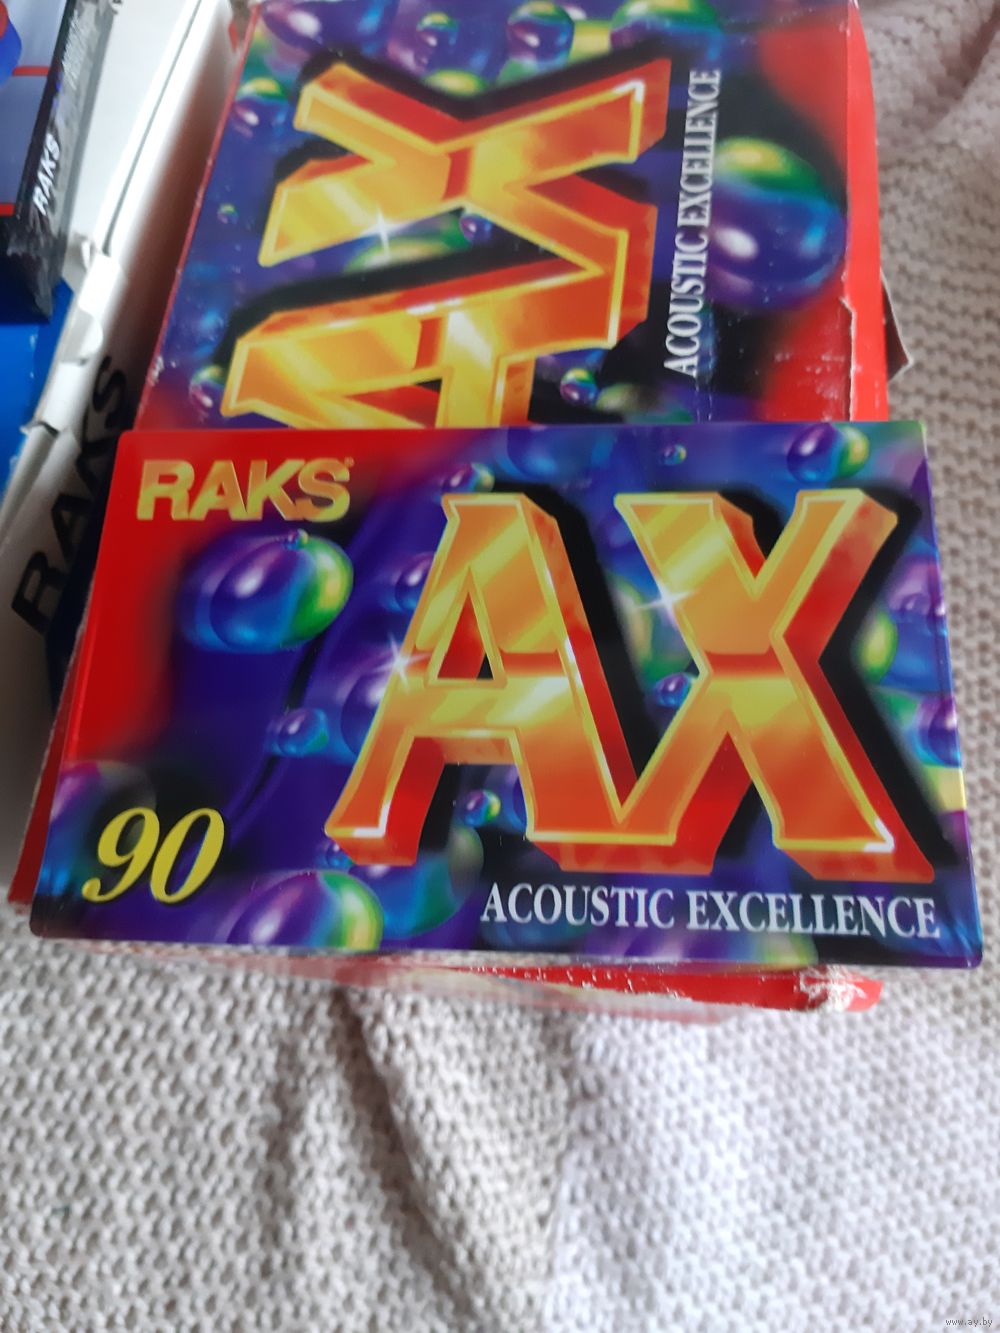 RAKS
AX
ACOUSTIC EXCELLENCE
RAKS
RAKS®
AX
90
ACOUSTIC EXCELLENCE
www.ay.by